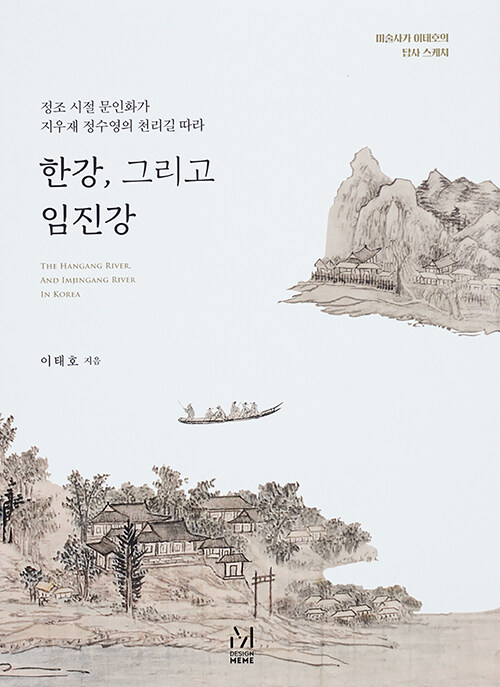 미술사가 이태호의
답사 스케치
정조 시절 문인화가
지우재 정수영의 천리길 따라
한강, 그리고
임진강
THE HANGANG RIVER,
AND IMJINGANG RIVER
IN KOREA
이태호 지음
DESIGN
MEME